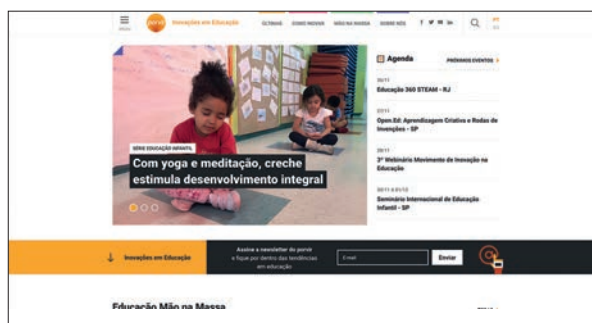 MENU
porvir
Inovações em Educação
ÚLTIMAS
COMO INOVAR
MÃO NA MASSA
SOBRE NÓS
PT
Agenda
PRÓXIMOS EVENTOS
30/11
Educação 360 STEAM - RJ
27/11
Open.Ed: Aprendizagem Criativa e Rodas de
Invenções - SP
29/11
3º Webinário Movimento de Inovação na
Educação
30/11 A 01/12
Seminário Internacional de Educação
Infantil - SP
SÉRIE EDUCAÇÃO INFANTIL
Com yoga e meditação, creche
estimula desenvolvimento integral
Inovações em Educação
Assine a newsletter do porvir
e fique por dentro das tendências
em educação
E-mail
Enviar
Educação Mão na Massa